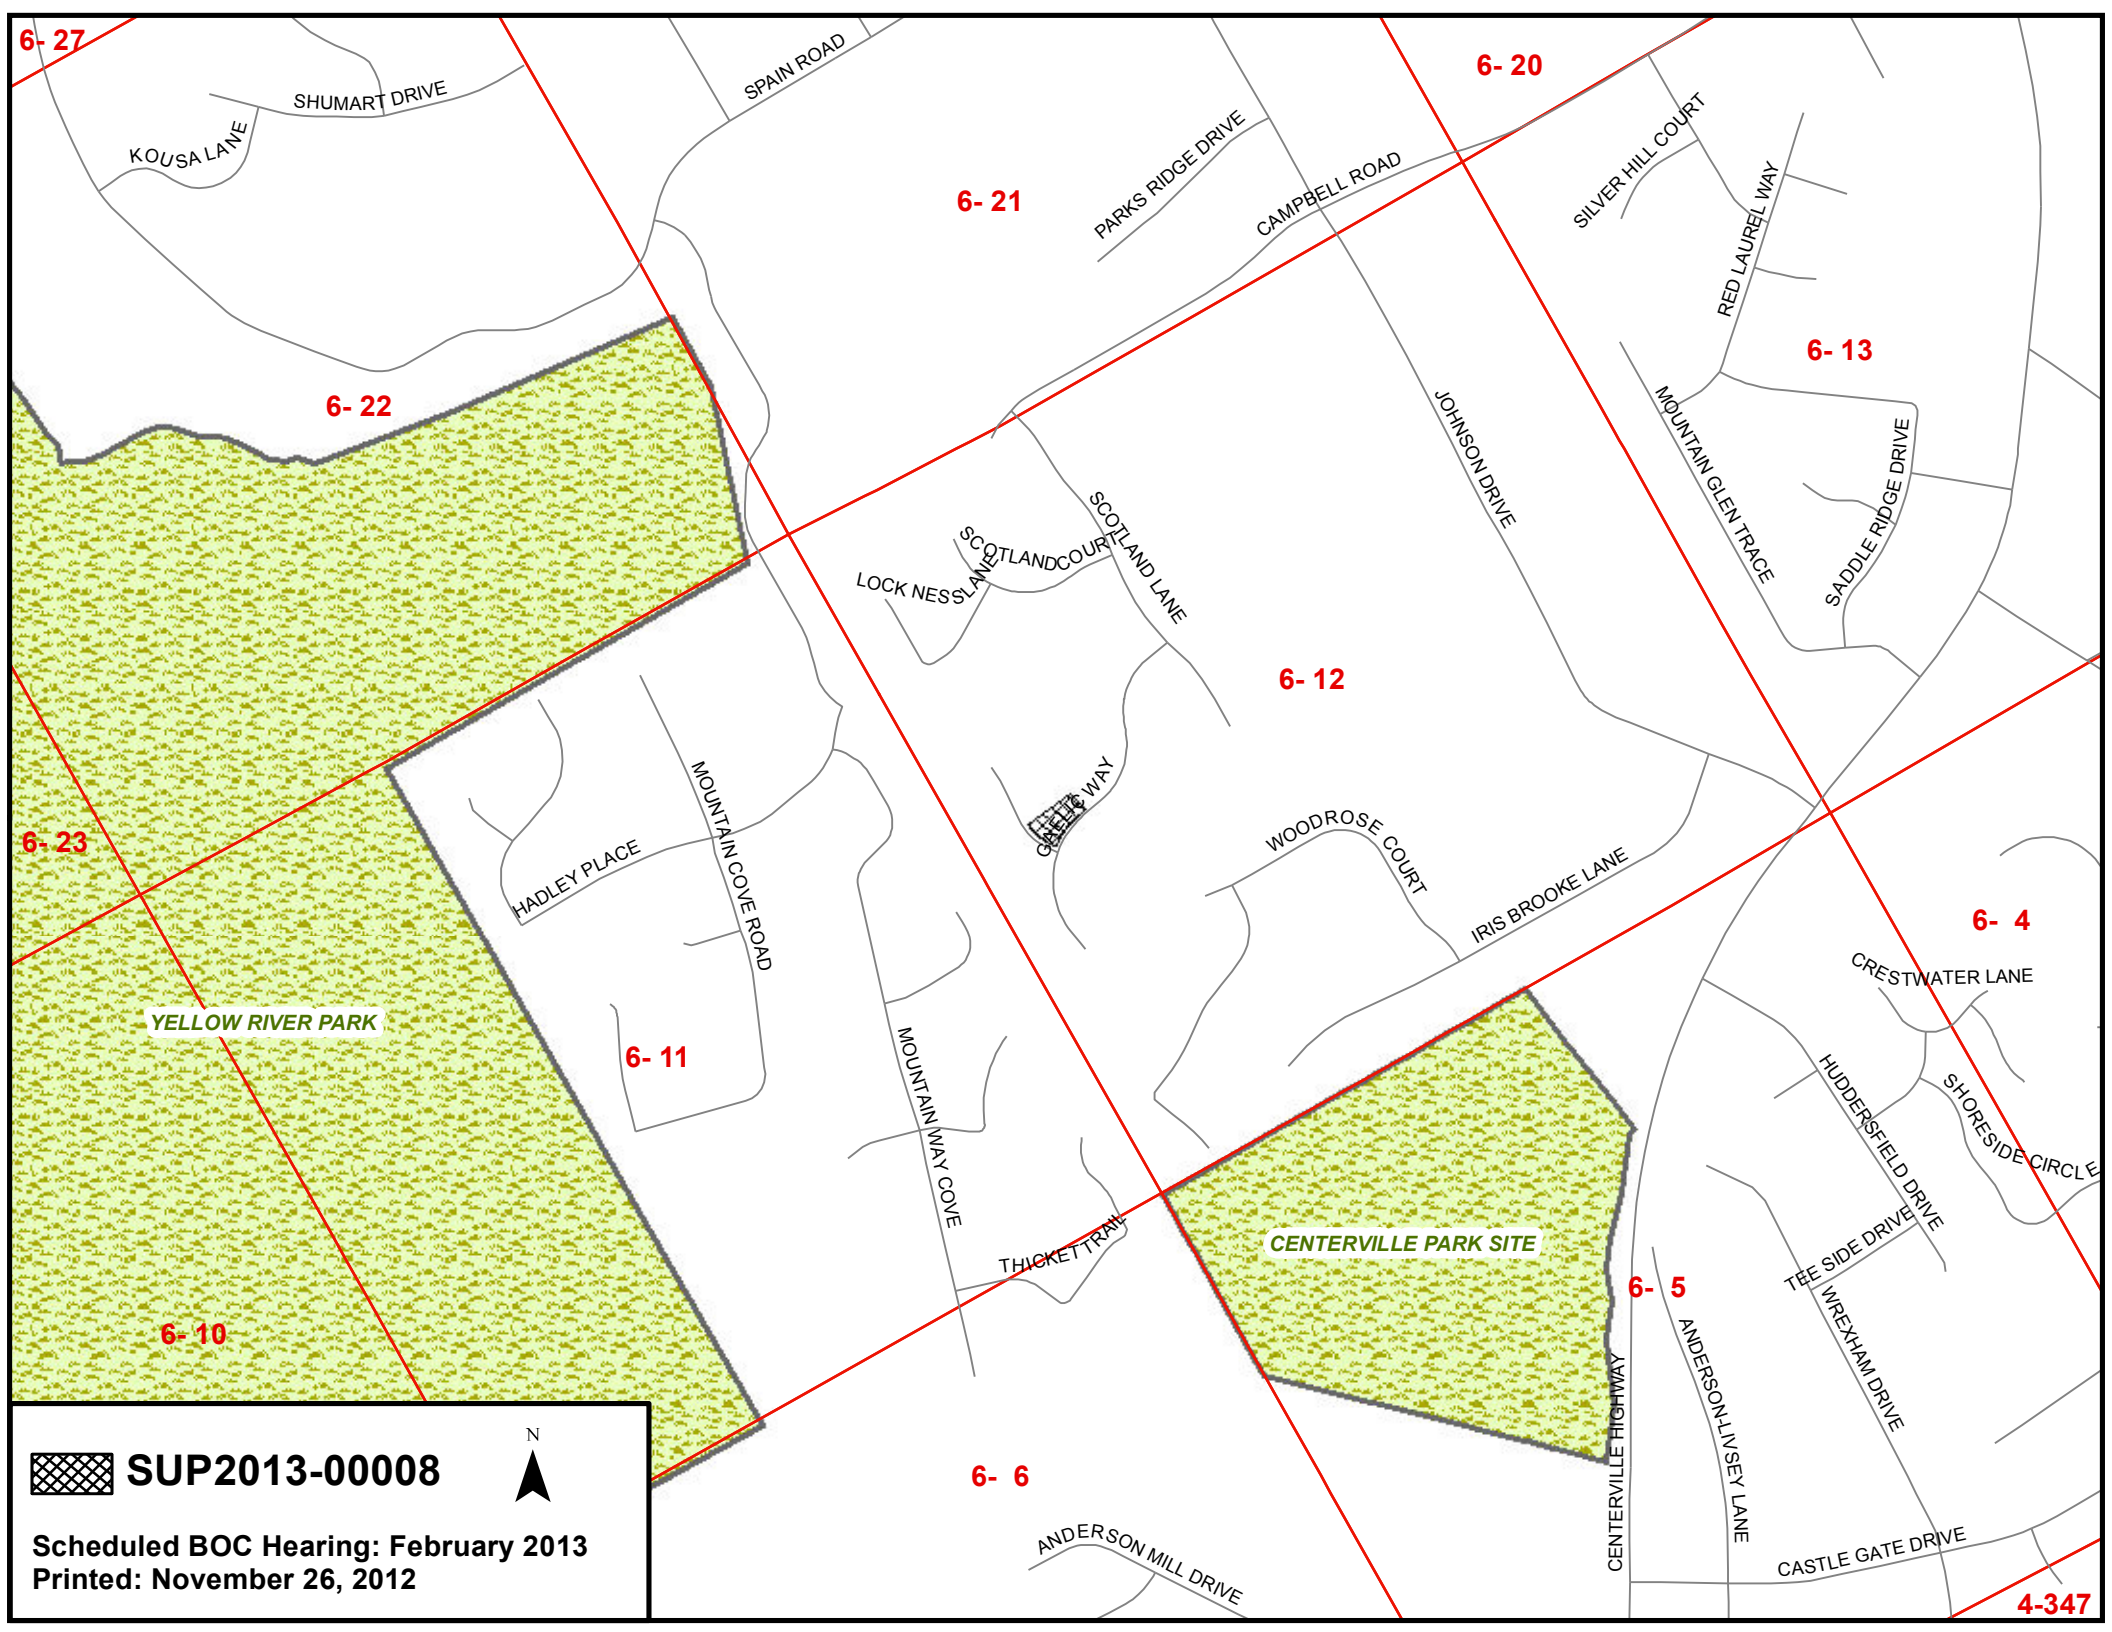 6- 27
SHUMART DRIVE
SPAIN ROAD
6- 20
KOUSA LANE
SILVER HILL COURT
PARKS RIDGE DRIVE
6- 21
CAMPBELL ROAD
RED LAUREL WAY
6- 13
6- 22
JOHNSON DRIVE
MOUNTAIN GLEN TRACE
SADDLE RIDGE DRIVE
SCOTLAND LANE
SCOTLAND COURT
LOCK NESS LANE
6- 12
MOUNTAIN COVE ROAD
GAELIC WAY
6- 23
HADLEY PLACE
WOODROSE COURT
IRIS BROOKE LANE
6- 4
CRESTWATER LANE
YELLOW RIVER PARK
6- 11
MOUNTAIN WAY COVE
HUDDERSFIELD DRIVE
SHORESIDE CIRCLE
THICKET TRAIL
CENTERVILLE PARK SITE
TEE SIDE DRIVE
6- 5
6- 10
WREXHAM DRIVE
ANDERSON-LIVSEY LANE
CENTERVILLE HIGHWAY
6- 6
ANDERSON MILL DRIVE
CASTLE GATE DRIVE
4-347
N
SUP2013-00008
Scheduled BOC Hearing: February 2013
Printed: November 26, 2012